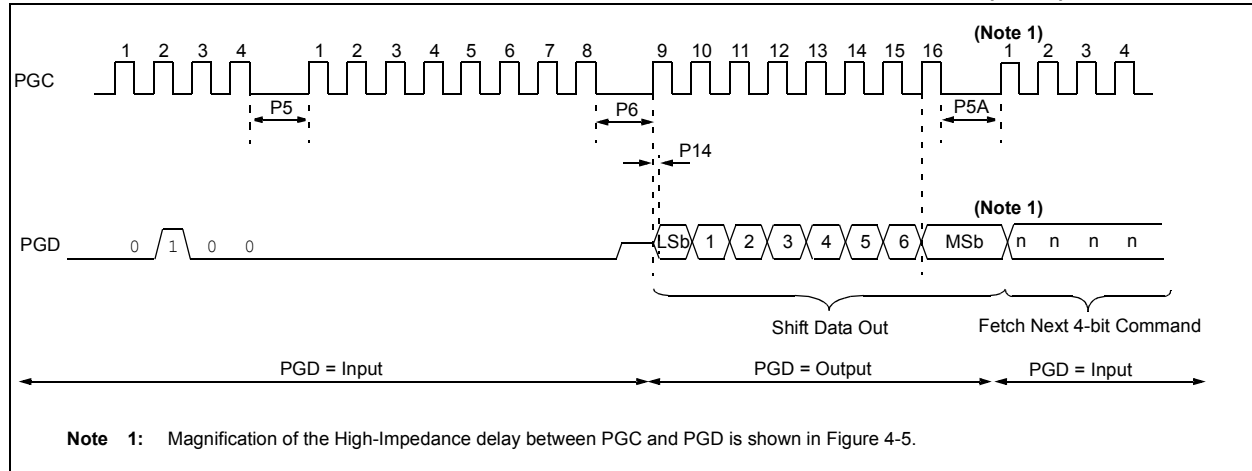 (Note 1)
1 2 3 4 1 2 3 4 5 6 7 8 9 10 11 12 13 14 15 16 1 2 3 4
PGC
P5 P6 P5A
P14
(Note 1)
PGD 0 1 0 0 LSb 1 2 3 4 5 6 MSb n n n n
Shift Data Out Fetch Next 4-bit Command
PGD = Input PGD = Output PGD = Input
Note 1: Magnification of the High-Impedance delay between PGC and PGD is shown in Figure 4-5.